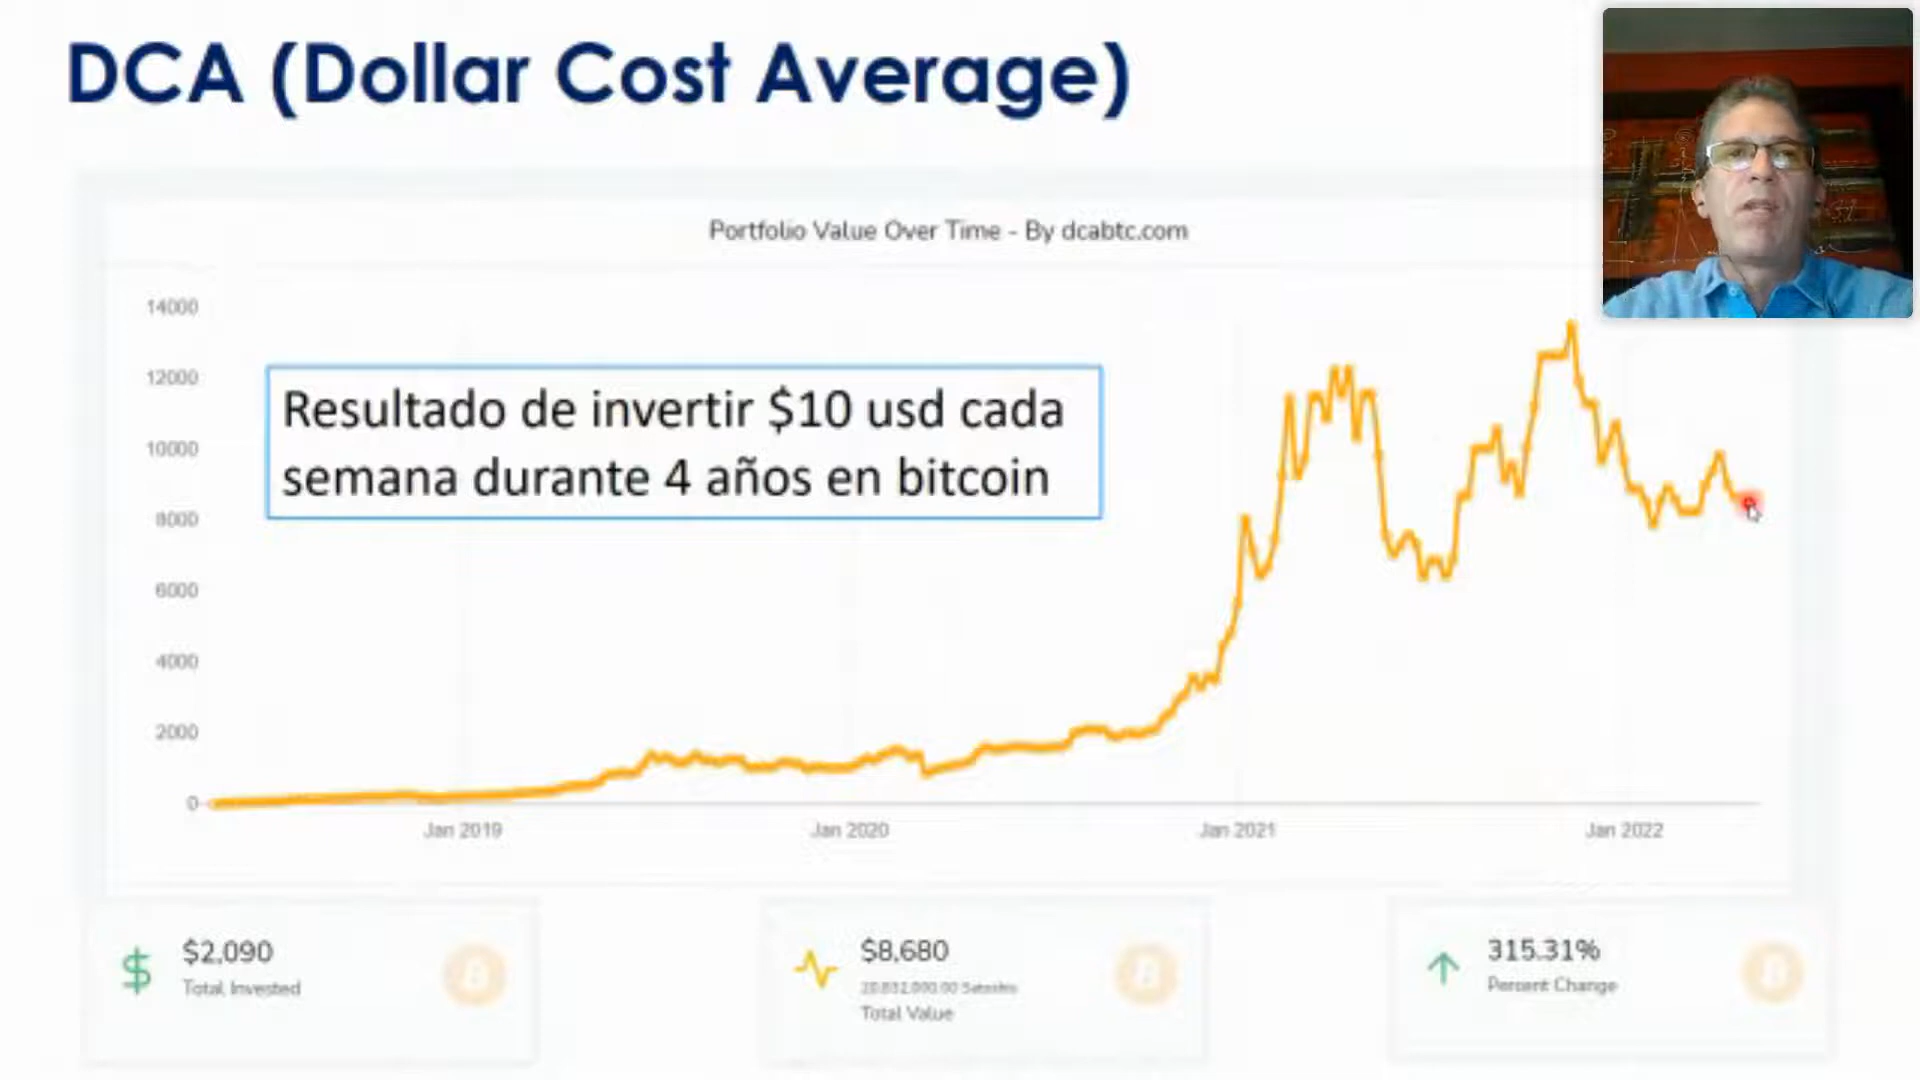 DCA (Dollar Cost Average)
Portfolio Value Over Time - By dcabtc.com
14000
12000
10000
8000
6000
4000
2000
0
Resultado de invertir $10 usd cada
semana durante 4 años en bitcoin
Jan 2019
Jan 2020
Jan 2021
Jan 2022
$2,090
Total Invested
$8,680
Satoshis
Total Value
315.31%
Percent Change